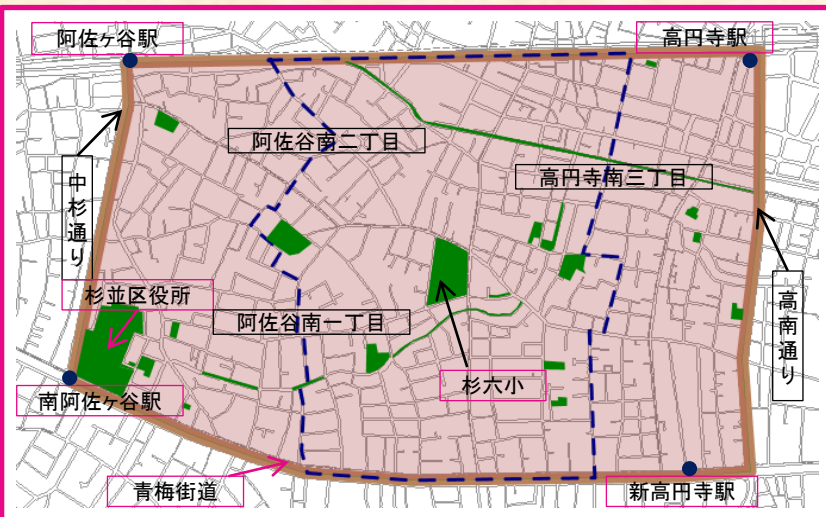 阿佐ヶ谷駅
高円寺駅
阿佐谷南二丁目
高円寺南三丁目
中杉通り
杉並区役所
高南通り
阿佐谷南一丁目
杉六小
南阿佐ヶ谷駅
青梅街道
新高円寺駅